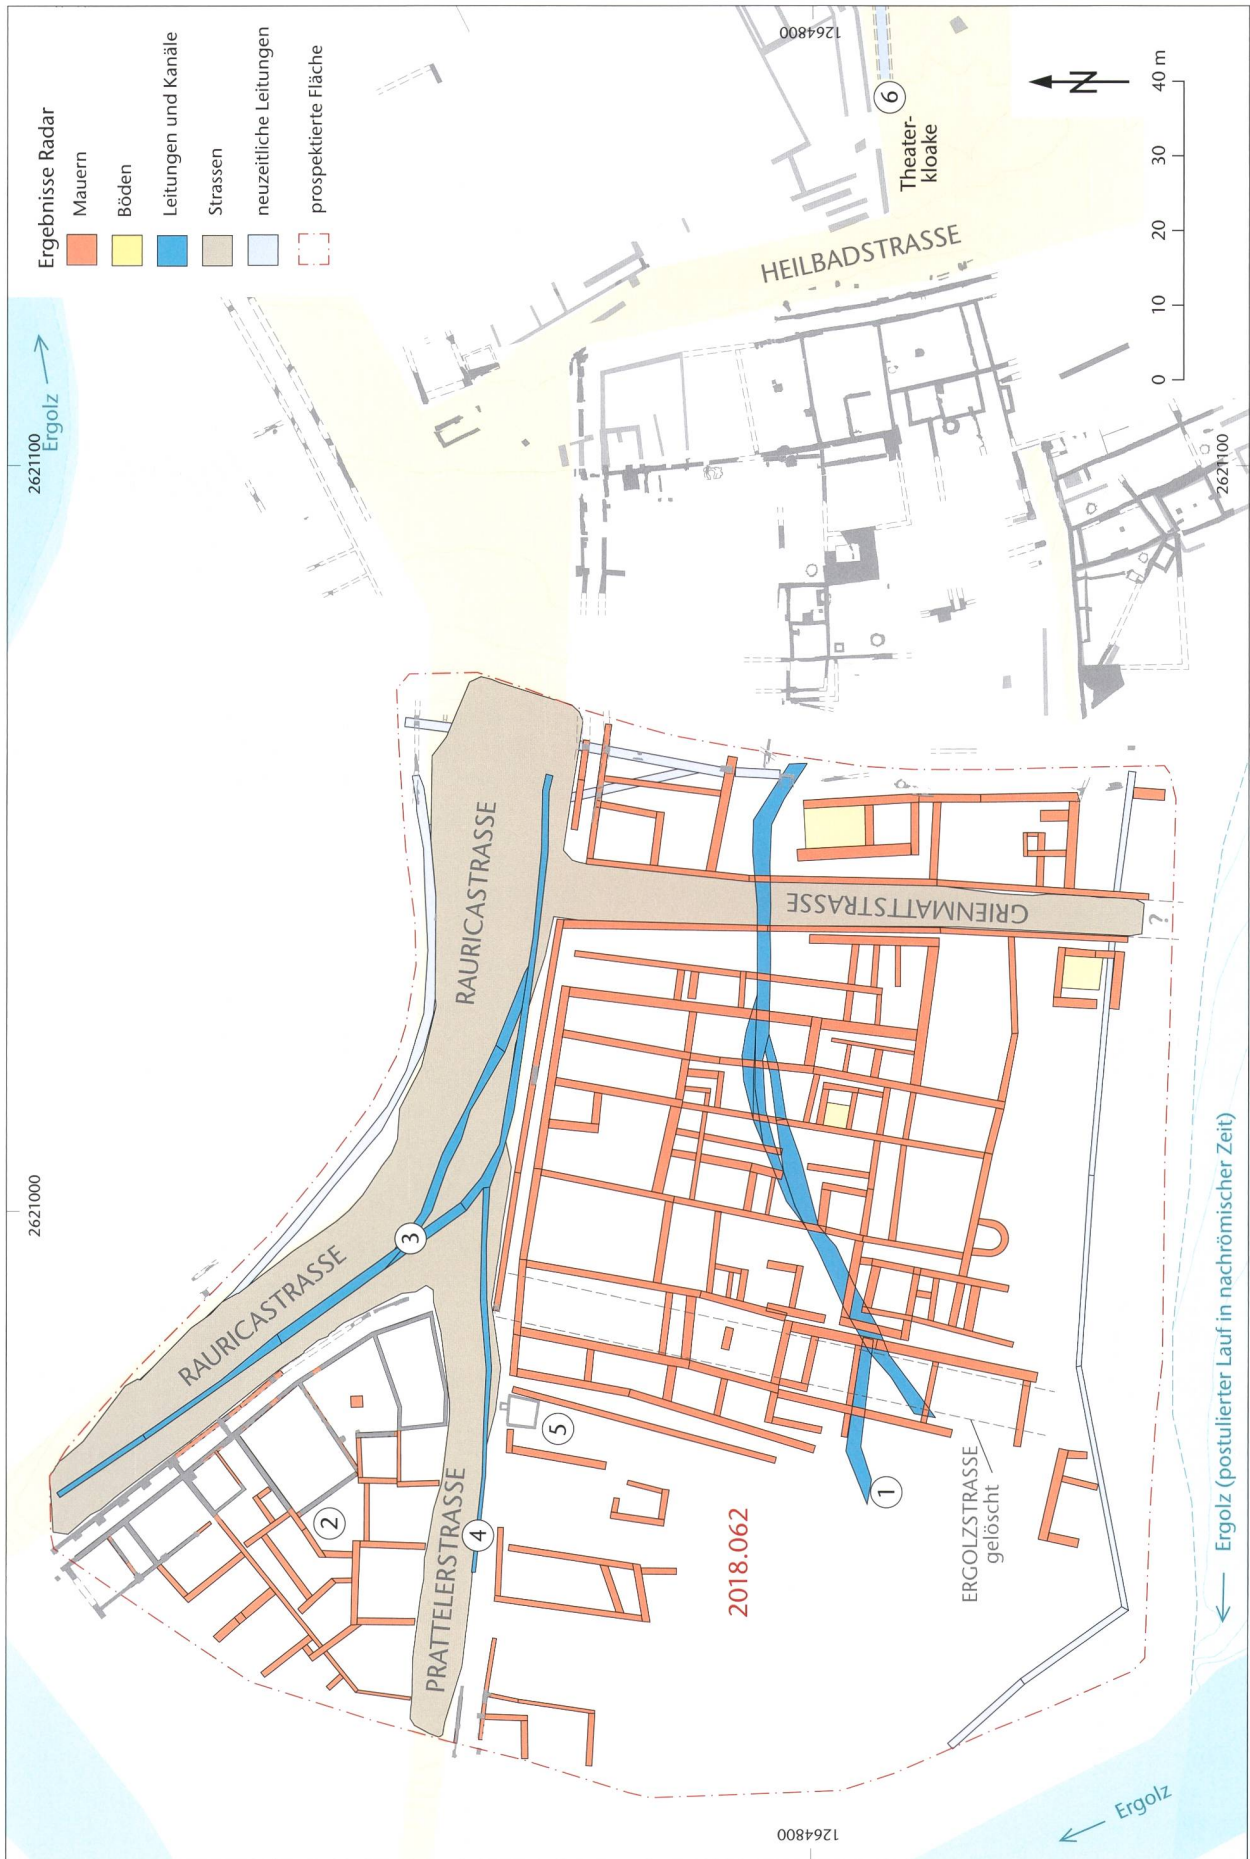 Ergebnisse Radar
Mauern
Böden
Leitungen und Kanäle
Strassen
neuzeitliche Leitungen
prospektierte Fläche
2621000
2621100
Ergolz
1264800
6
Theater-
kloake
N
0 10 20 30 40 m
HEILBADSTRASSE
RAURICASTRASSE
RAURICASTRASSE
GRIENMATTSTRASSE
?
PRATTELERSTRASSE
1
2
3
4
5
2018.062
ERGOLZSTRASSE
gelöscht
Ergolz
Ergolz (postulierter Lauf in nachrömischer Zeit)
1264800
2621100